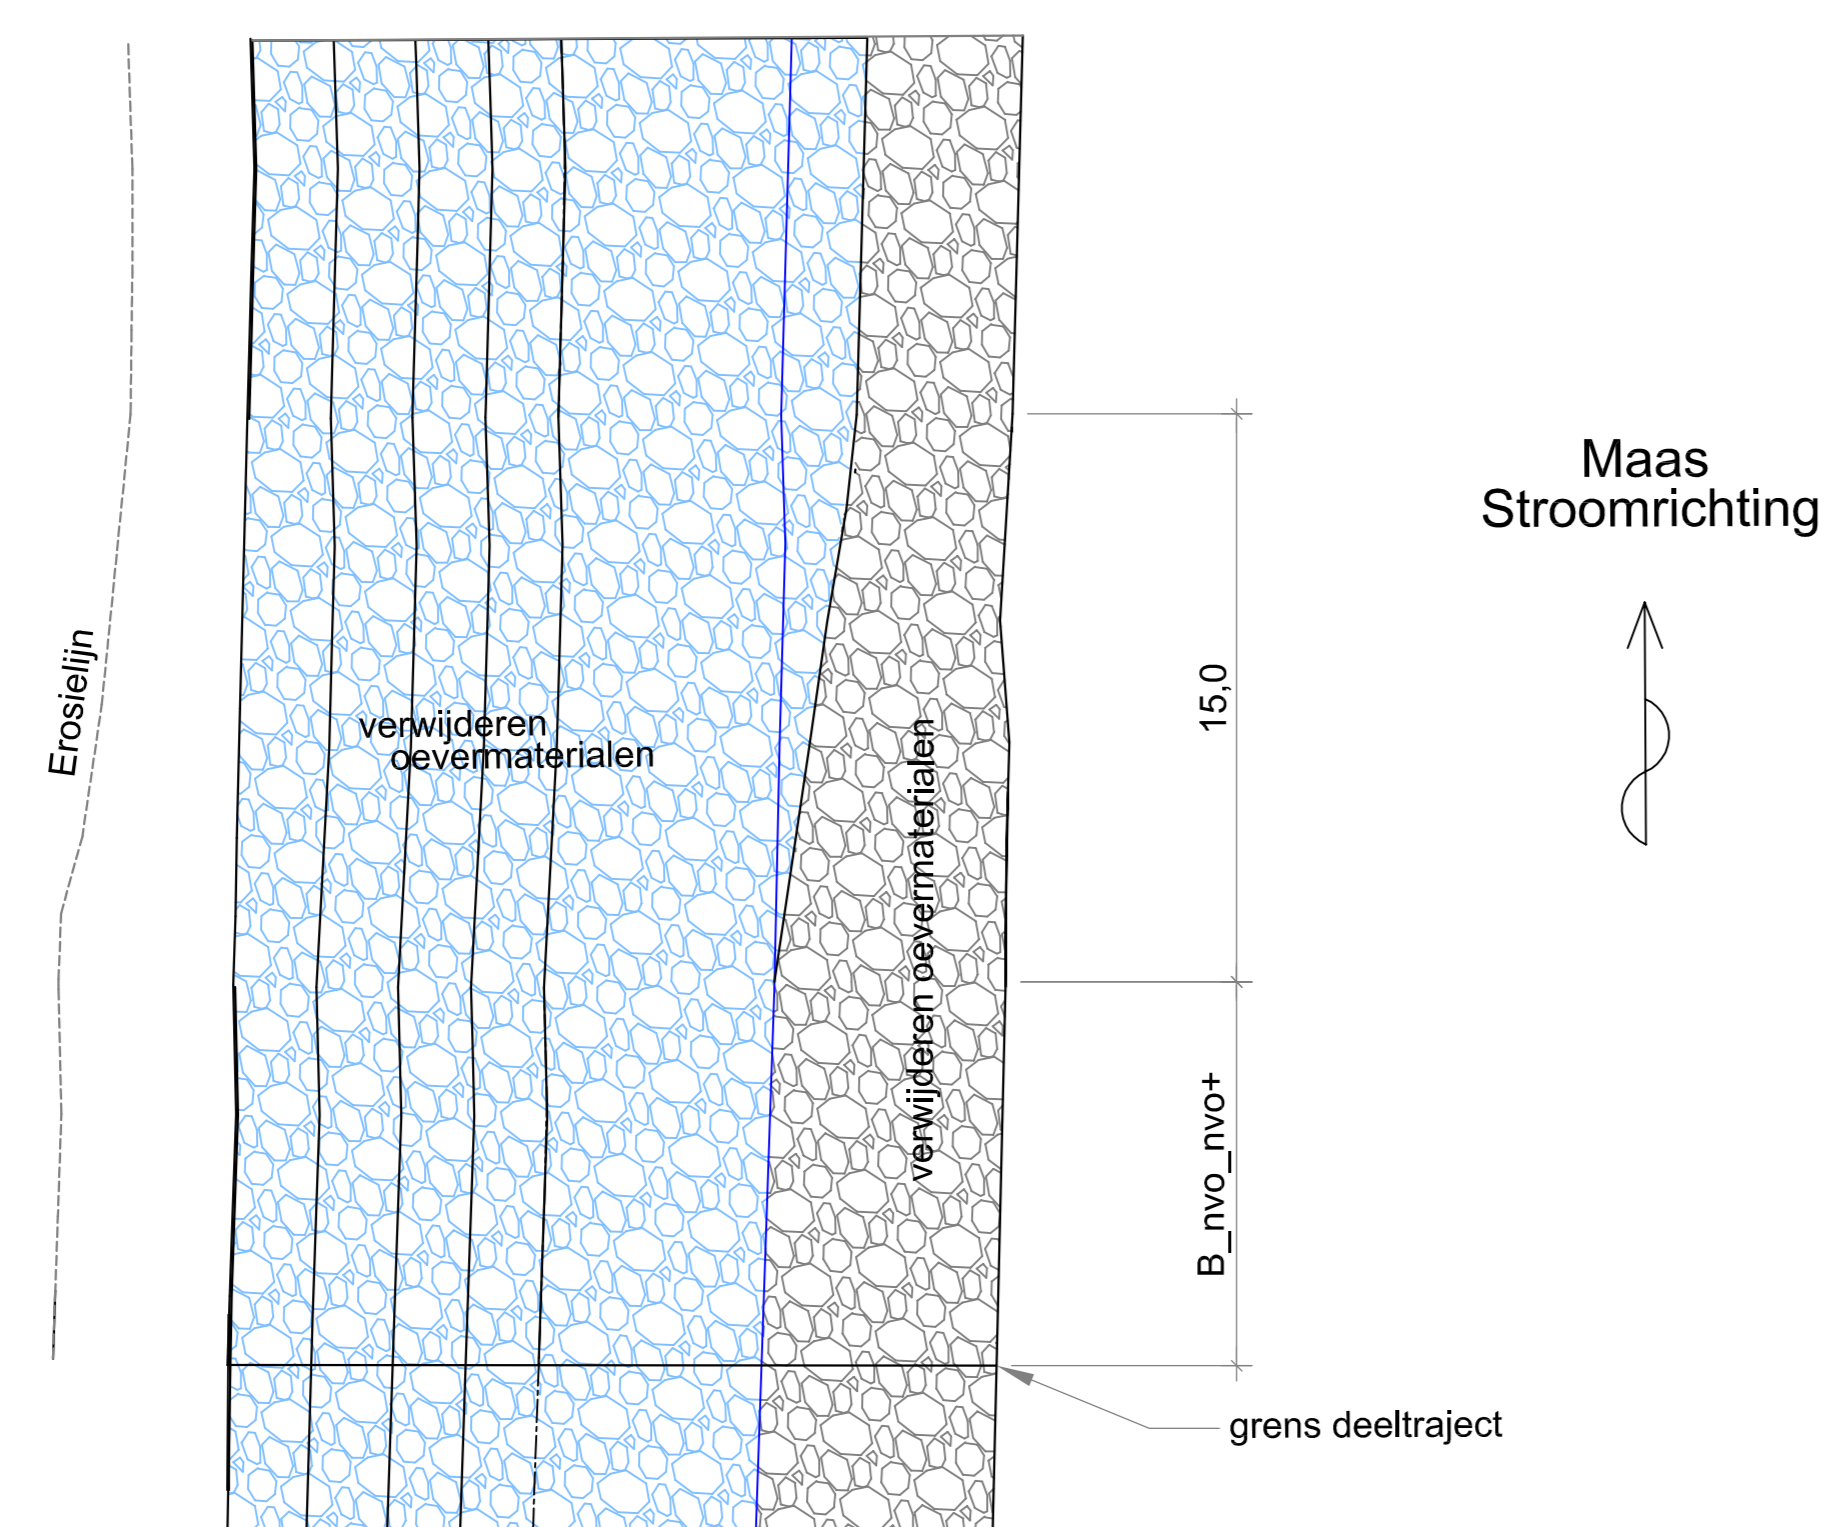 Maas
Stroomrichting
Erosielijn
verwijderen
oevermaterialen
verwijderen oevermaterialen
15,0
B_nvo_nvo+
grens deeltraject